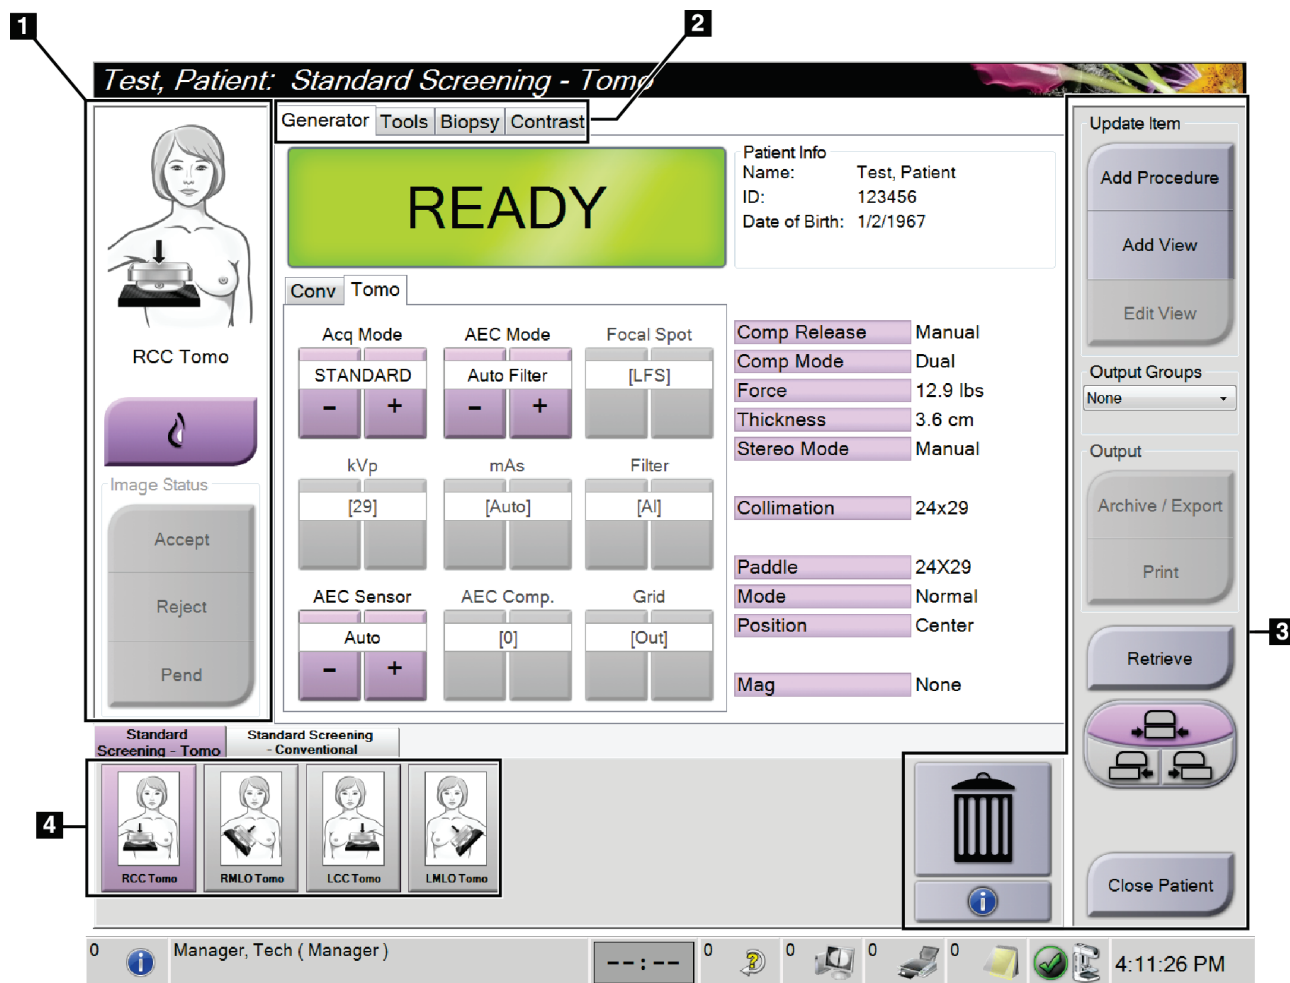 1
2
Test, Patient:  Standard Screening - Tomo
Generator Tools Biopsy Contrast
READY
Patient Info
Name: Test, Patient
ID: 123456
Date of Birth: 1/2/1967
Update Item
Add Procedure
Add View
Edit View
Output Groups
None
Output
Archive / Export
Print
3
Retrieve
Close Patient
RCC Tomo
Image Status
Accept
Reject
Pend
Conv Tomo
Acq Mode AEC Mode Focal Spot
STANDARD Auto Filter [LFS]
- + - +
kVp mAs Filter
[29] [Auto] [Al]
AEC Sensor AEC Comp. Grid
Auto [0] [Out]
- +
Comp Release Manual
Comp Mode Dual
Force 12.9 lbs
Thickness 3.6 cm
Stereo Mode Manual
Collimation 24x29
Paddle 24X29
Mode Normal
Position Center
Mag None
Standard
Screening - Tomo
Standard Screening
- Conventional
4
RCC Tomo RMLO Tomo LCC Tomo LMLO Tomo
i
0 i Manager, Tech ( Manager ) --:-- 0 ? 0 0 0 4:11:26 PM